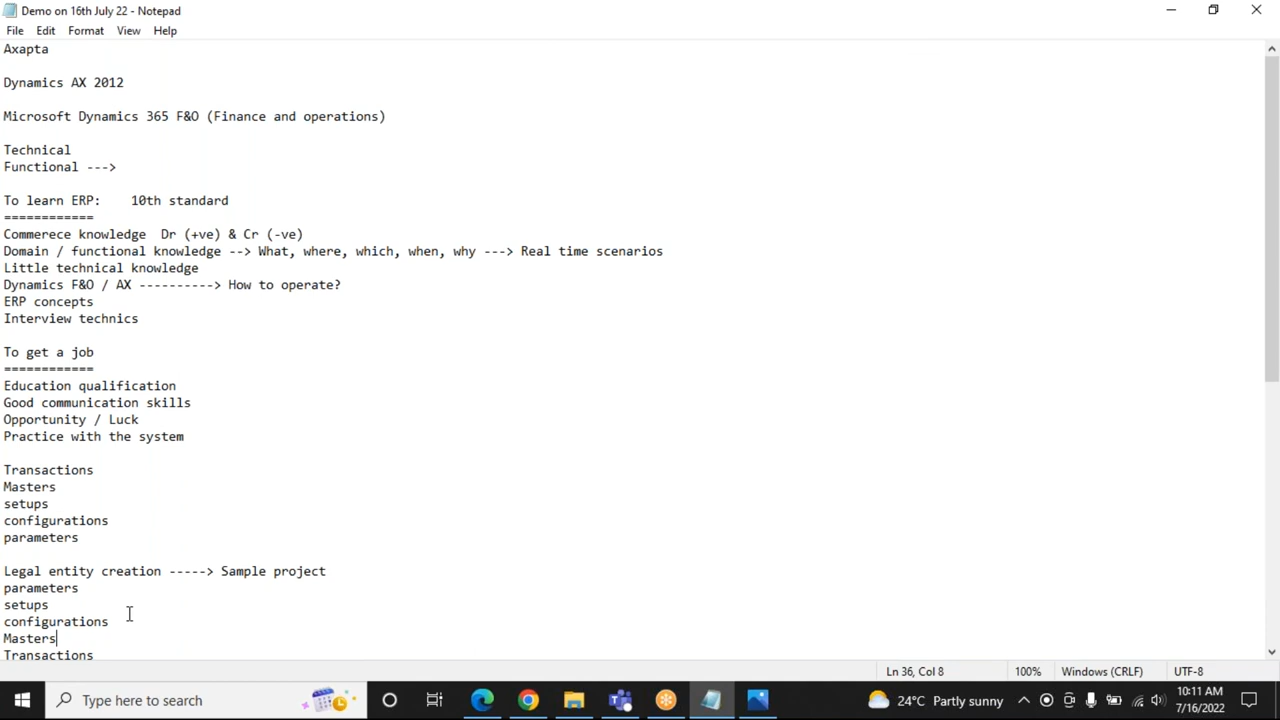 Demo on 16th July 22 - Notepad
File Edit Format View Help
Axapta
Dynamics AX 2012
Microsoft Dynamics 365 F&O (Finance and operations)
Technical
Functional --->
To learn ERP:    10th standard
============
Commerece knowledge  Dr (+ve) & Cr (-ve)
Domain / functional knowledge --> What, where, which, when, why ---> Real time scenarios
Little technical knowledge
Dynamics F&O / AX ----------> How to operate?
ERP concepts
Interview technics
To get a job
============
Education qualification
Good communication skills
Opportunity / Luck
Practice with the system
Transactions
Masters
setups
configurations
parameters
Legal entity creation -----> Sample project
parameters
setups
configurations
Masters
Transactions
Ln 36, Col 8 100% Windows (CRLF) UTF-8
Type here to search 24°C Partly sunny 10:11 AM
7/16/2022